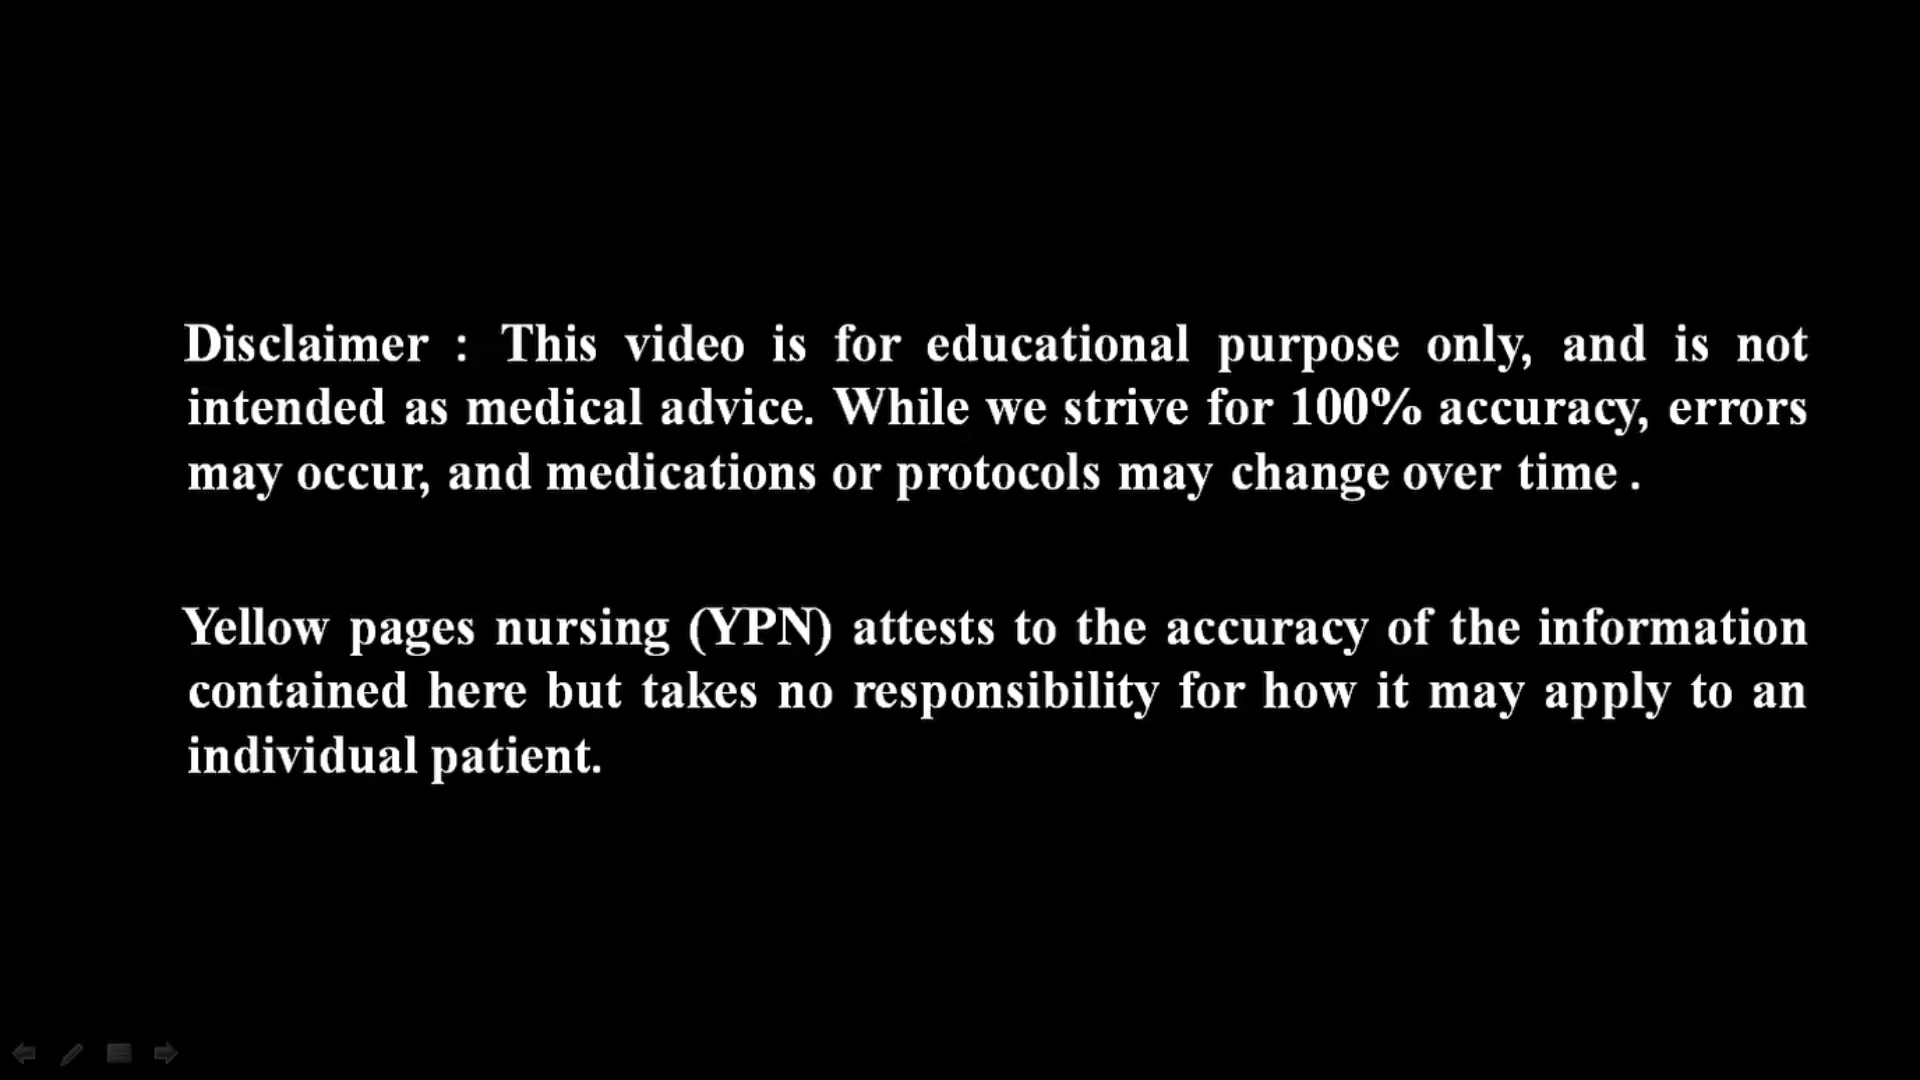 Disclaimer : This video is for educational purpose only, and is not
intended as medical advice. While we strive for 100% accuracy, errors
may occur, and medications or protocols may change over time .
Yellow pages nursing (YPN) attests to the accuracy of the information
contained here but takes no responsibility for how it may apply to an
individual patient.